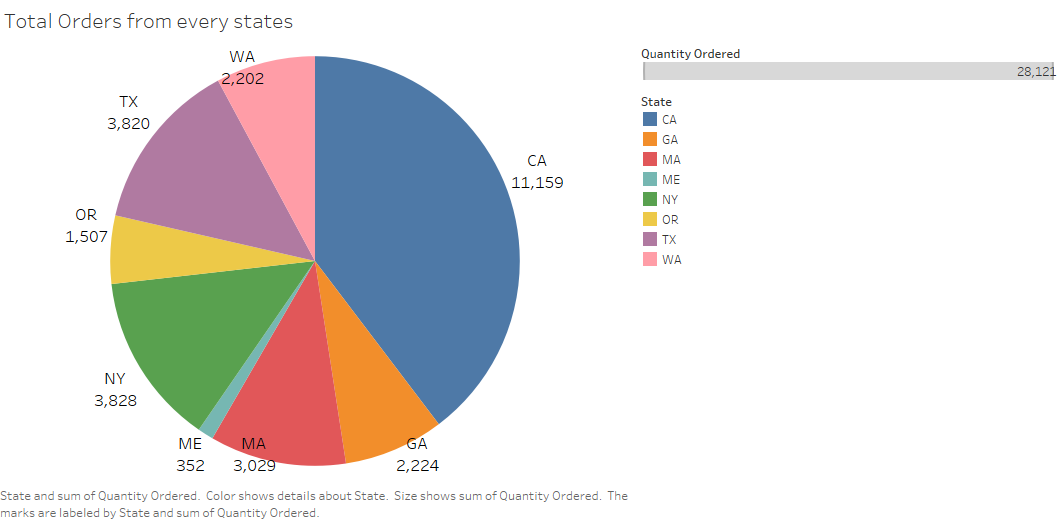 Total Orders from every states
WA
2,202
TX
3,820
CA
11,159
OR
1,507
NY
3,828
ME
352
MA
3,029
GA
2,224
Quantity Ordered
28,121
State
CA
GA
MA
ME
NY
OR
TX
WA
State and sum of Quantity Ordered.  Color shows details about State.  Size shows sum of Quantity Ordered.  The
marks are labeled by State and sum of Quantity Ordered.